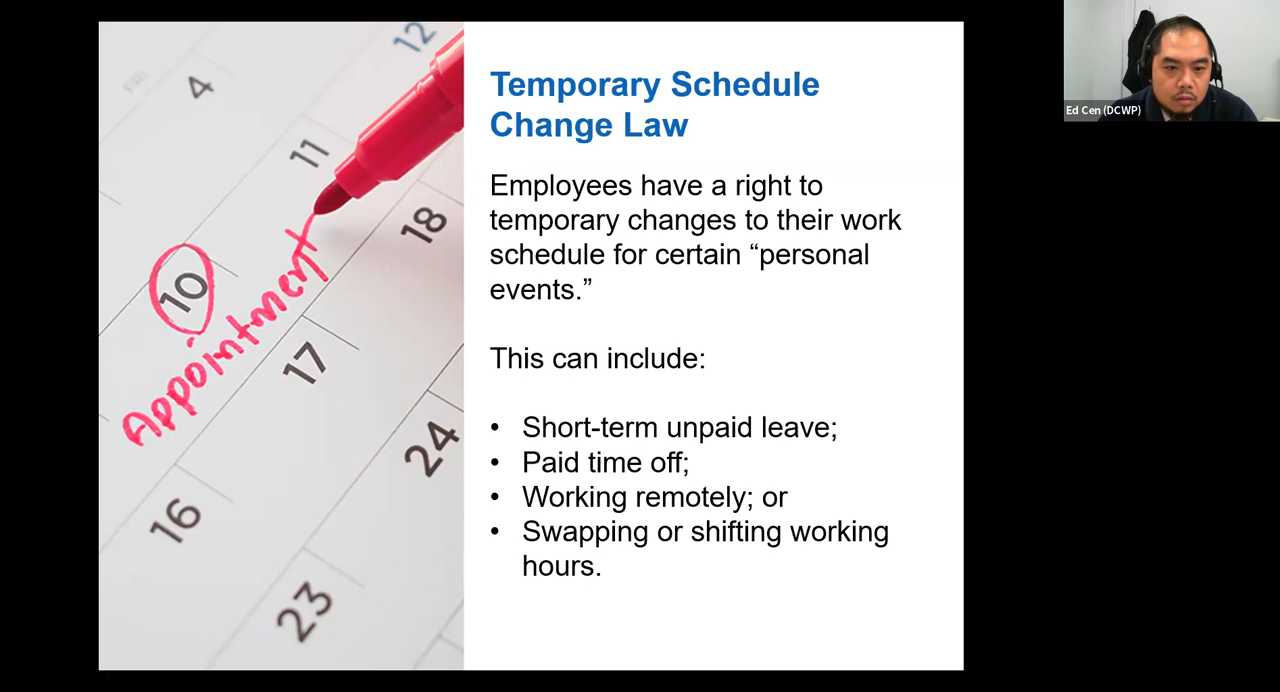 Temporary Schedule
Change Law
Employees have a right to
temporary changes to their work
schedule for certain “personal
events.”
This can include:
• Short-term unpaid leave;
• Paid time off;
• Working remotely; or
• Swapping or shifting working
hours.
FRI
4
11
12
10
Appointment
18
17
24
16
23
Ed Cen (DCWP)